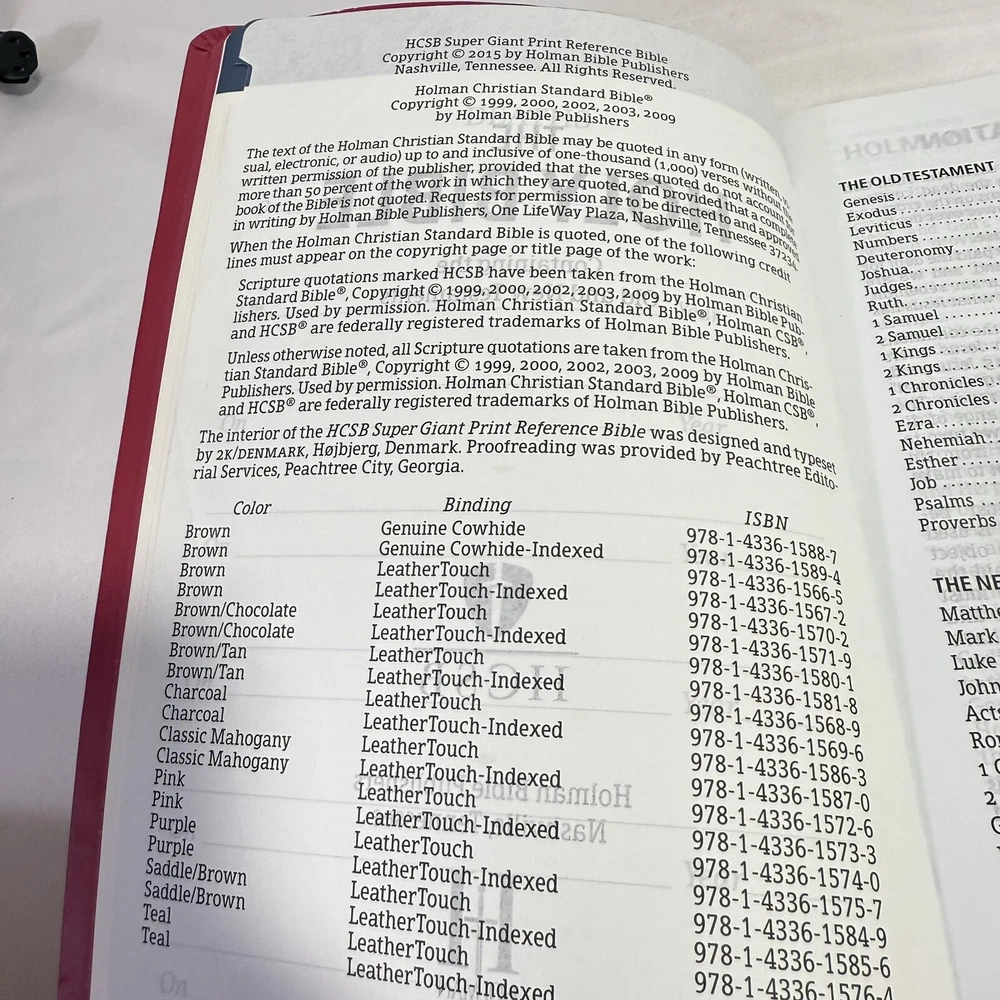 HCSB Super Giant Print Reference Bible
Copyright © 2015 by Holman Bible Publishers
Nashville, Tennessee. All Rights Reserved.
Holman Christian Standard Bible®
Copyright © 1999, 2000, 2002, 2003, 2009
by Holman Bible Publishers
The text of the Holman Christian Standard Bible may be quoted in any form (written,
sual, electronic, or audio) up to and inclusive of one-thousand (1,000) verses without
written permission of the publisher, provided that the verses quoted do not account
more than 50 percent of the work in which they are quoted, and provided that a complete
book of the Bible is not quoted. Requests for permission are to be directed to and approved
in writing by Holman Bible Publishers, One LifeWay Plaza, Nashville, Tennessee 37234.
When the Holman Christian Standard Bible is quoted, one of the following credit
lines must appear on the copyright page or title page of the work:
Scripture quotations marked HCSB have been taken from the Holman Christian
Standard Bible®, Copyright © 1999, 2000, 2002, 2003, 2009 by Holman Bible Pub-
lishers. Used by permission. Holman Christian Standard Bible®, Holman CSB®,
and HCSB® are federally registered trademarks of Holman Bible Publishers.
Unless otherwise noted, all Scripture quotations are taken from the Holman Chris-
tian Standard Bible®, Copyright © 1999, 2000, 2002, 2003, 2009 by Holman Bible
Publishers. Used by permission. Holman Christian Standard Bible®, Holman CSB®,
and HCSB® are federally registered trademarks of Holman Bible Publishers.
The interior of the HCSB Super Giant Print Reference Bible was designed and typeset
by 2K/DENMARK, Højbjerg, Denmark. Proofreading was provided by Peachtree Edito-
rial Services, Peachtree City, Georgia.
Color Binding ISBN
Brown Genuine Cowhide 978-1-4336-1588-7
Brown Genuine Cowhide-Indexed 978-1-4336-1589-4
Brown LeatherTouch 978-1-4336-1566-5
Brown LeatherTouch-Indexed 978-1-4336-1567-2
Brown/Chocolate LeatherTouch 978-1-4336-1570-2
Brown/Chocolate LeatherTouch-Indexed 978-1-4336-1571-9
Brown/Tan LeatherTouch 978-1-4336-1580-1
Brown/Tan LeatherTouch-Indexed 978-1-4336-1581-8
Charcoal LeatherTouch 978-1-4336-1568-9
Charcoal LeatherTouch-Indexed 978-1-4336-1569-6
Classic Mahogany LeatherTouch 978-1-4336-1586-3
Classic Mahogany LeatherTouch-Indexed 978-1-4336-1587-0
Pink LeatherTouch 978-1-4336-1572-6
Pink LeatherTouch-Indexed 978-1-4336-1573-3
Purple LeatherTouch 978-1-4336-1574-0
Purple LeatherTouch-Indexed 978-1-4336-1575-7
Saddle/Brown LeatherTouch 978-1-4336-1584-9
Saddle/Brown LeatherTouch-Indexed 978-1-4336-1585-6
Teal LeatherTouch 978-1-4336-1576-4
Teal LeatherTouch-Indexed
THE OLD TESTAMENT
Genesis
Exodus
Leviticus
Numbers
Deuteronomy
Joshua
Judges
Ruth
1 Samuel
2 Samuel
1 Kings
2 Kings
1 Chronicles
2 Chronicles
Ezra
Nehemiah
Esther
Job
Psalms
Proverbs
THE NE
Matth
Mark
Luke
John
Acts
Ro
1
2